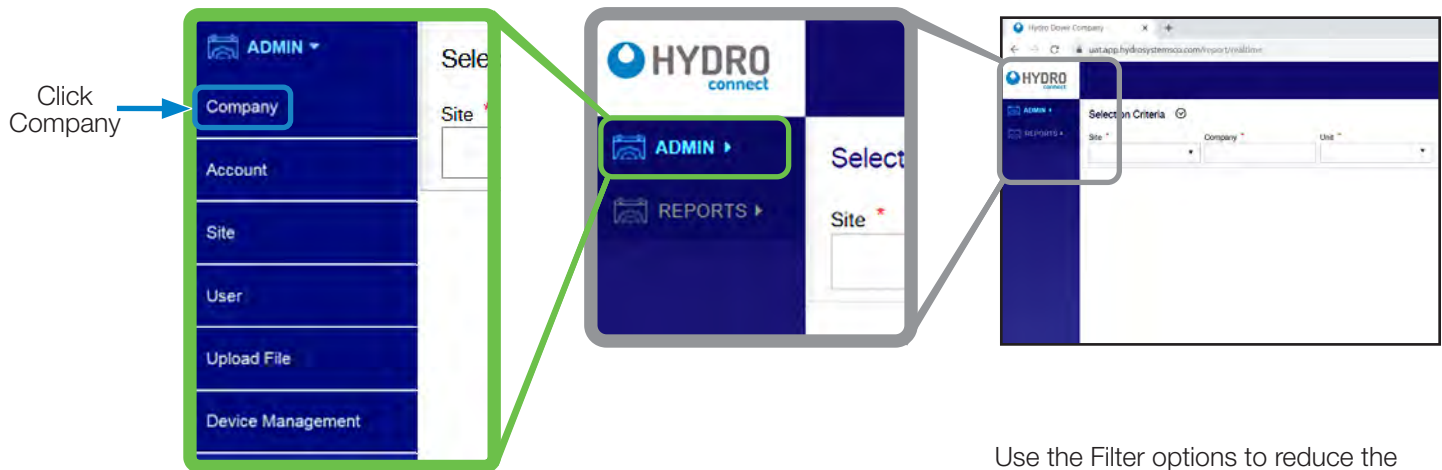 Click
Company
ADMIN
Company
Account
Site
User
Upload File
Device Management
Sele
Site *
HYDRO
connect
ADMIN
REPORTS
Select
Site *
Hydro Dover Company
uat.app.hydrosystemsco.com/report/realtime
HYDRO
connect
ADMIN
REPORTS
Selection Criteria
Site *
Company *
Unit *
Use the Filter options to reduce the